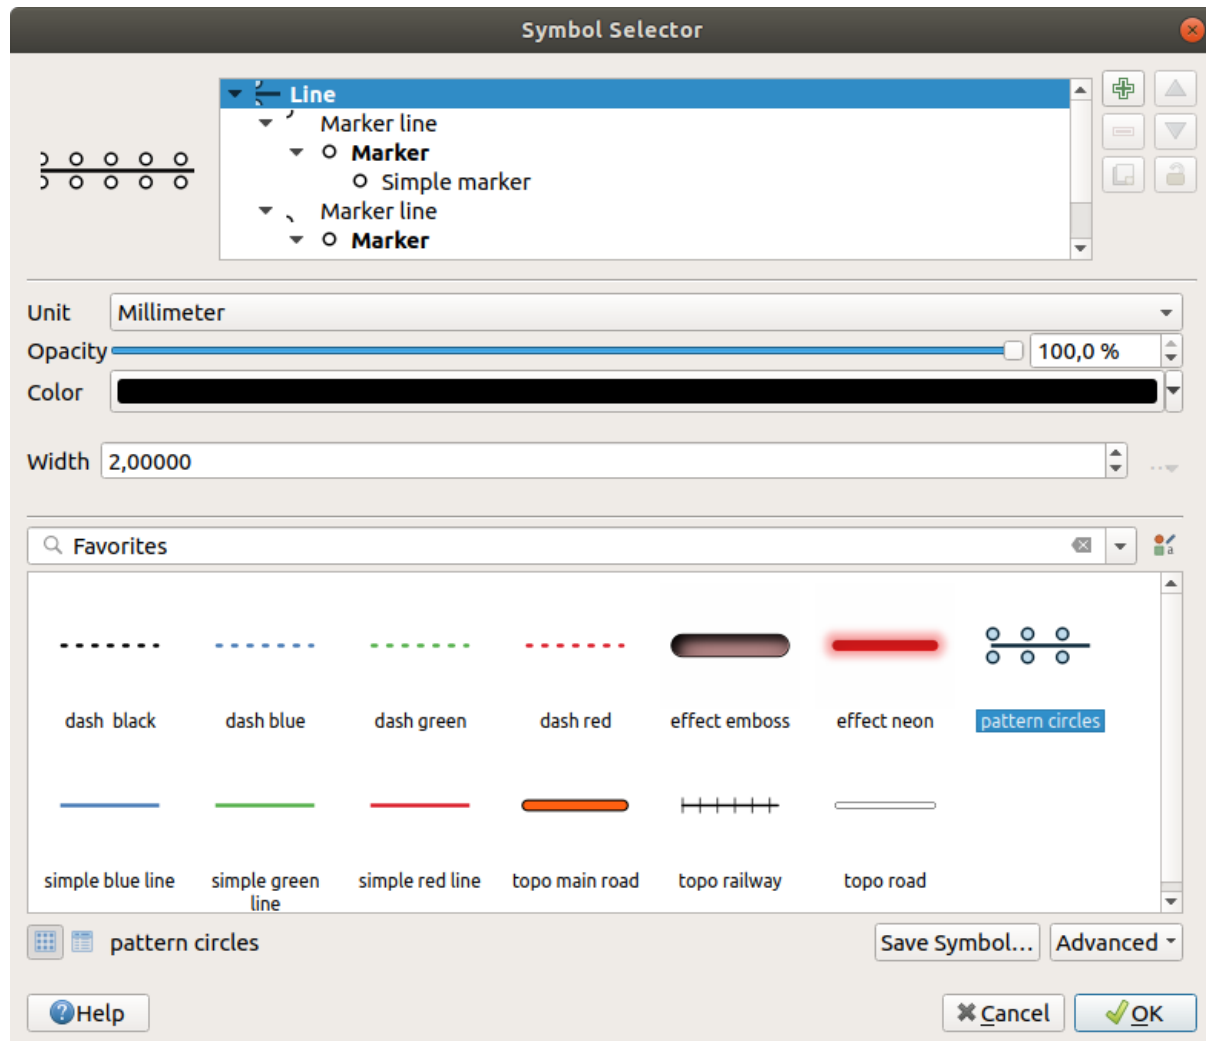 Symbol Selector
Line
Marker line
Marker
Simple marker
Marker line
Marker
Unit Millimeter
Opacity 100,0 %
Color
Width 2,00000
Favorites
dash  black dash blue dash green dash red effect emboss effect neon pattern circles
simple blue line simple green line simple red line topo main road topo railway topo road
pattern circles Save Symbol... Advanced
Help Cancel OK